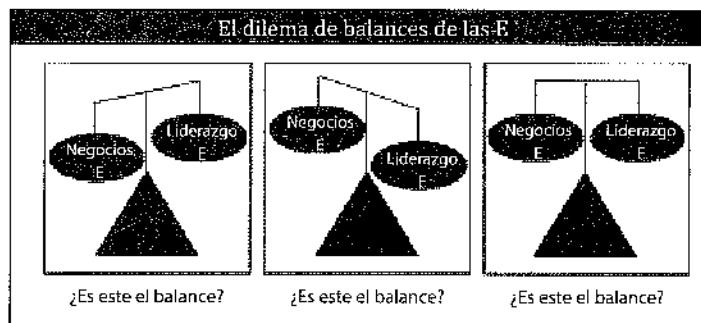 El dilema de balances de las E
Negocios
E
Liderazgo
E
Negocios
E
Liderazgo
E
Negocios
E
Liderazgo
E
¿Es este el balance?
¿Es este el balance?
¿Es este el balance?